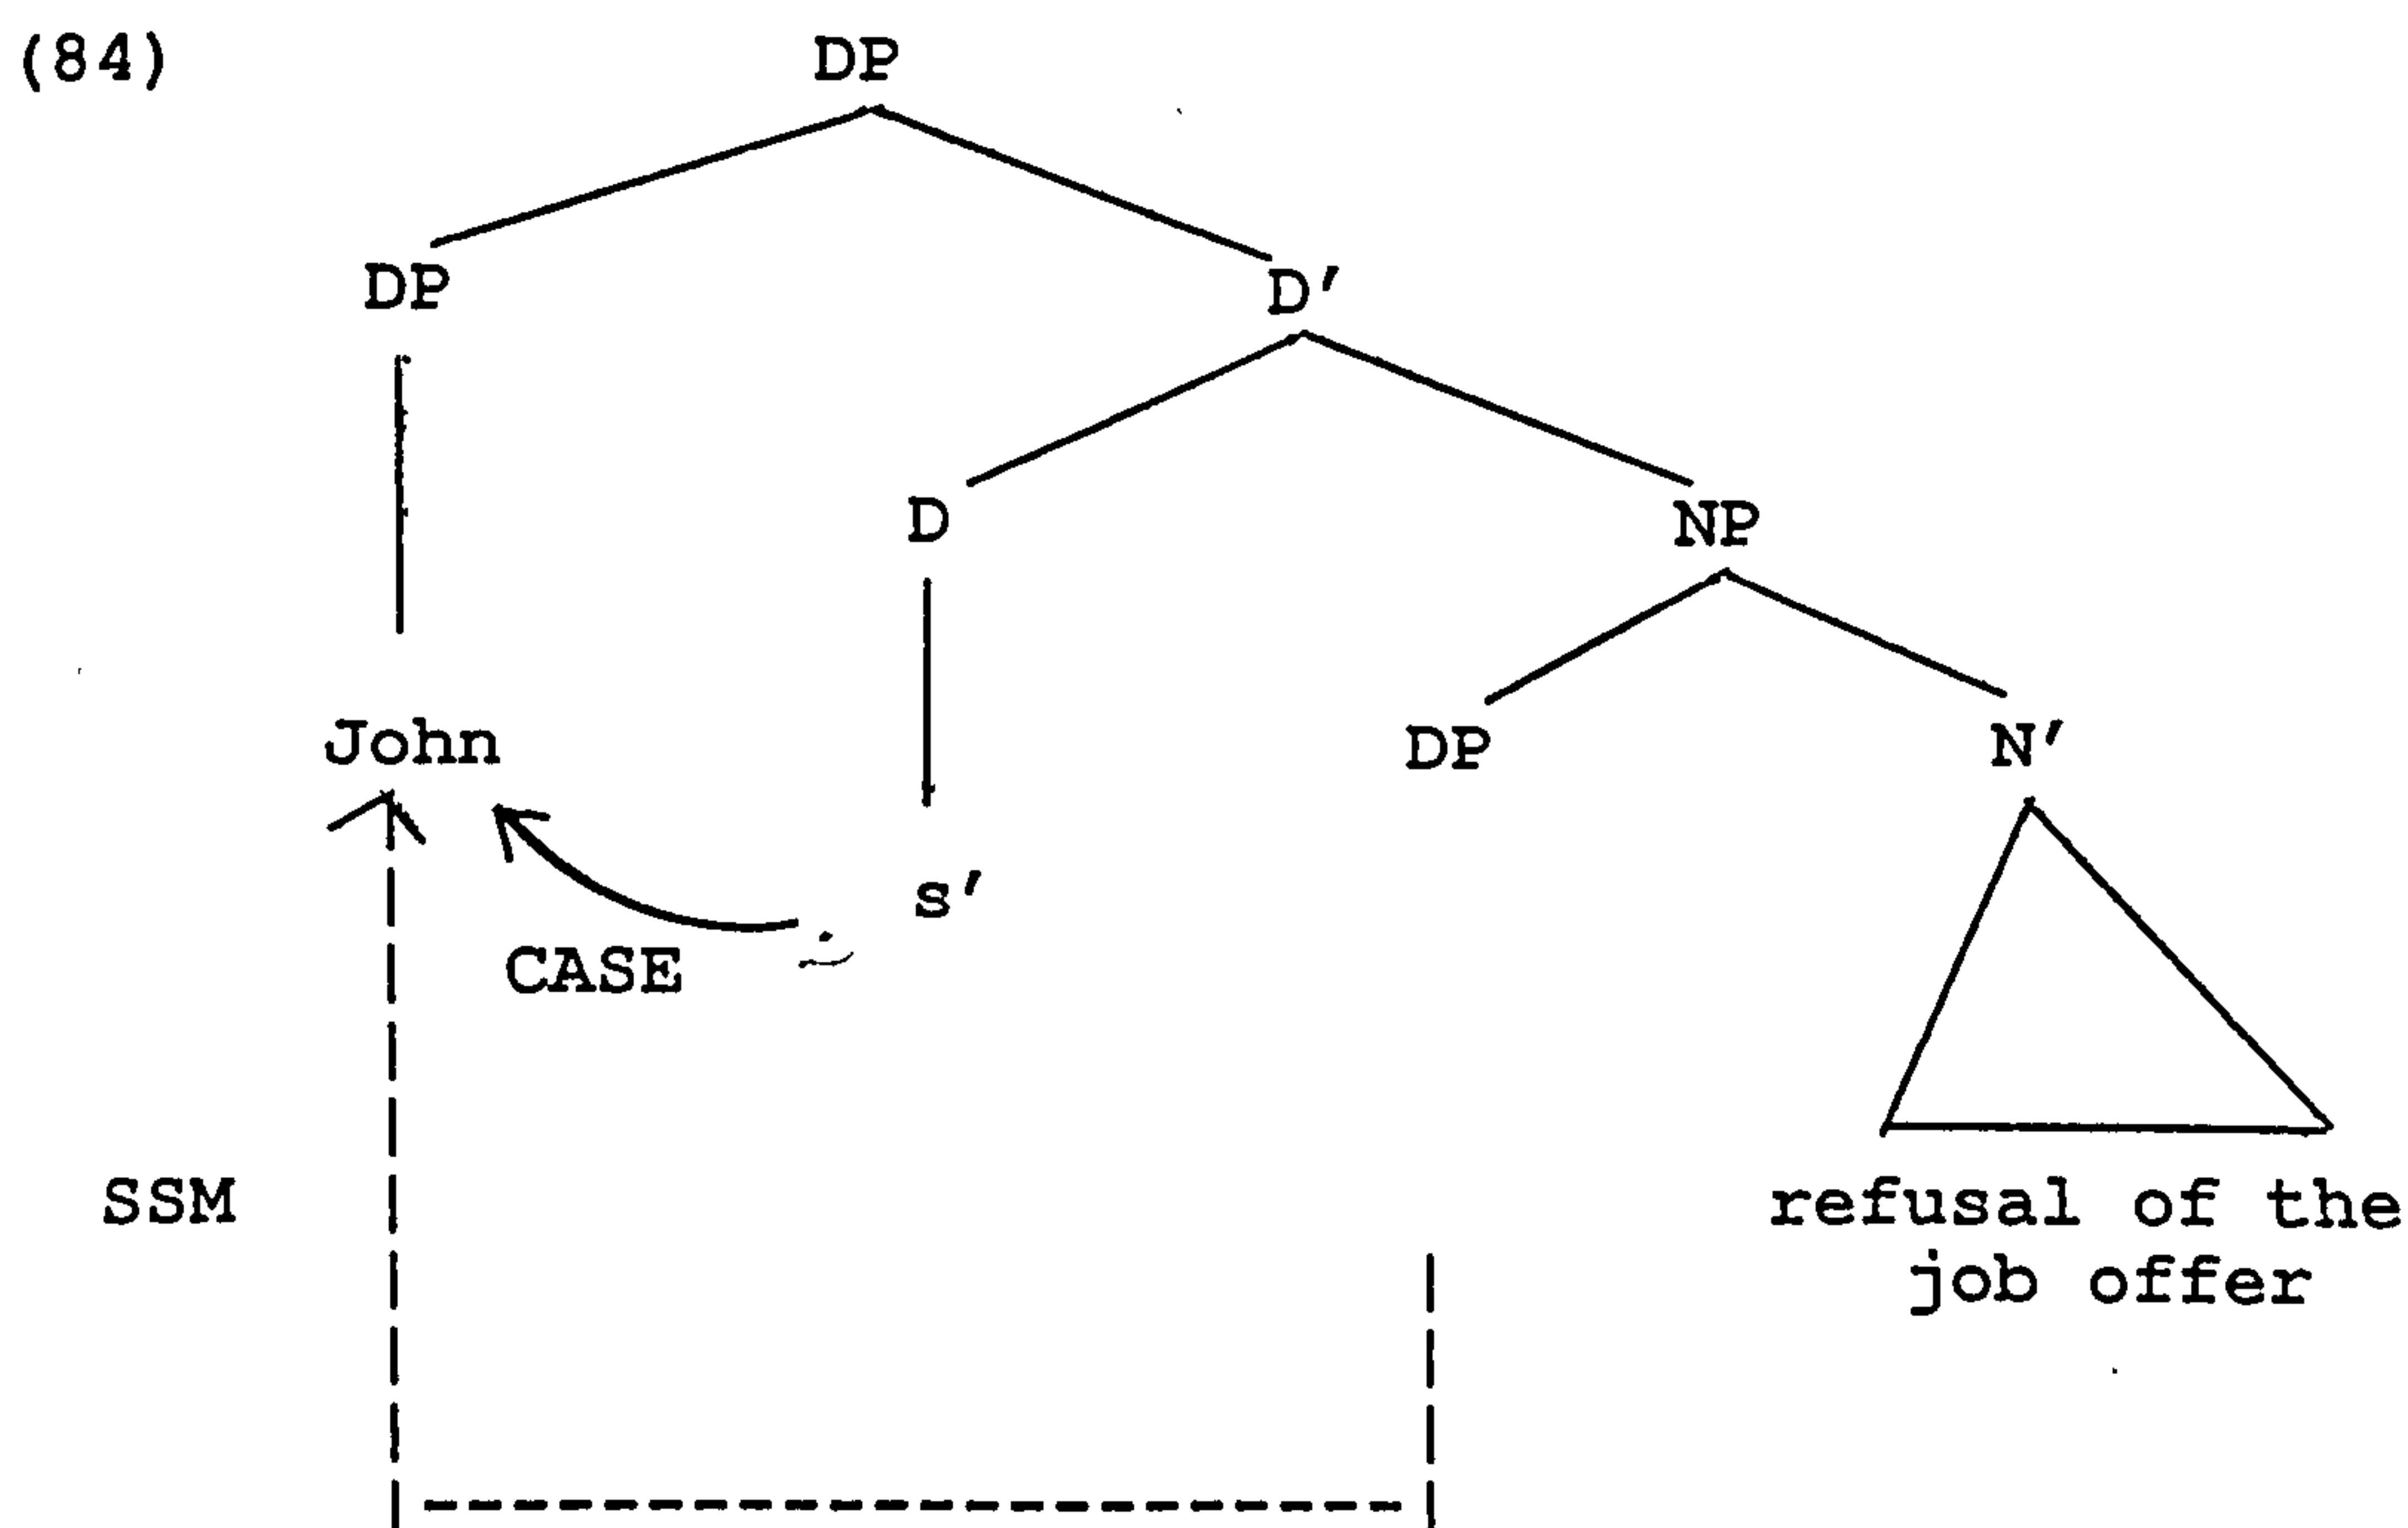 (84) DP
DP D'
D NP
John DP N'
s'
CASE
SSM refusal of the
job offer